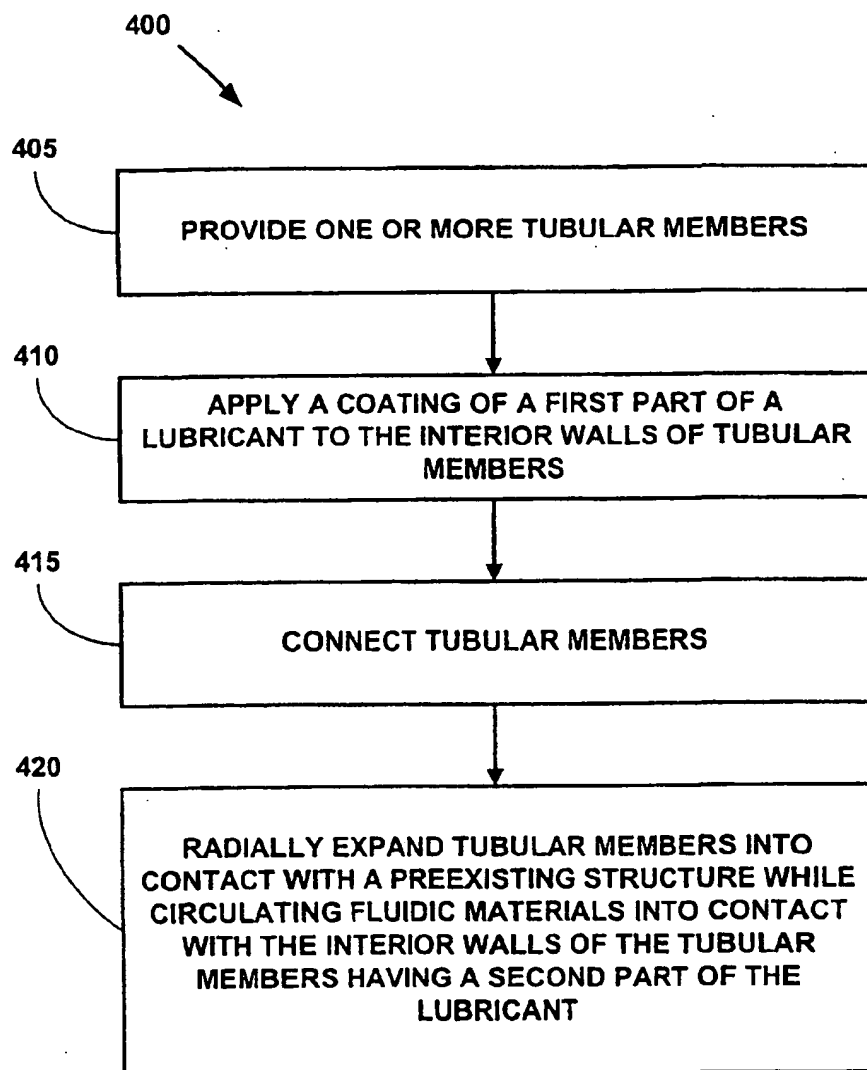 400
405
PROVIDE ONE OR MORE TUBULAR MEMBERS
410
APPLY A COATING OF A FIRST PART OF A
LUBRICANT TO THE INTERIOR WALLS OF TUBULAR
MEMBERS
415
CONNECT TUBULAR MEMBERS
420
RADIALLY EXPAND TUBULAR MEMBERS INTO
CONTACT WITH A PREEXISTING STRUCTURE WHILE
CIRCULATING FLUIDIC MATERIALS INTO CONTACT
WITH THE INTERIOR WALLS OF THE TUBULAR
MEMBERS HAVING A SECOND PART OF THE
LUBRICANT